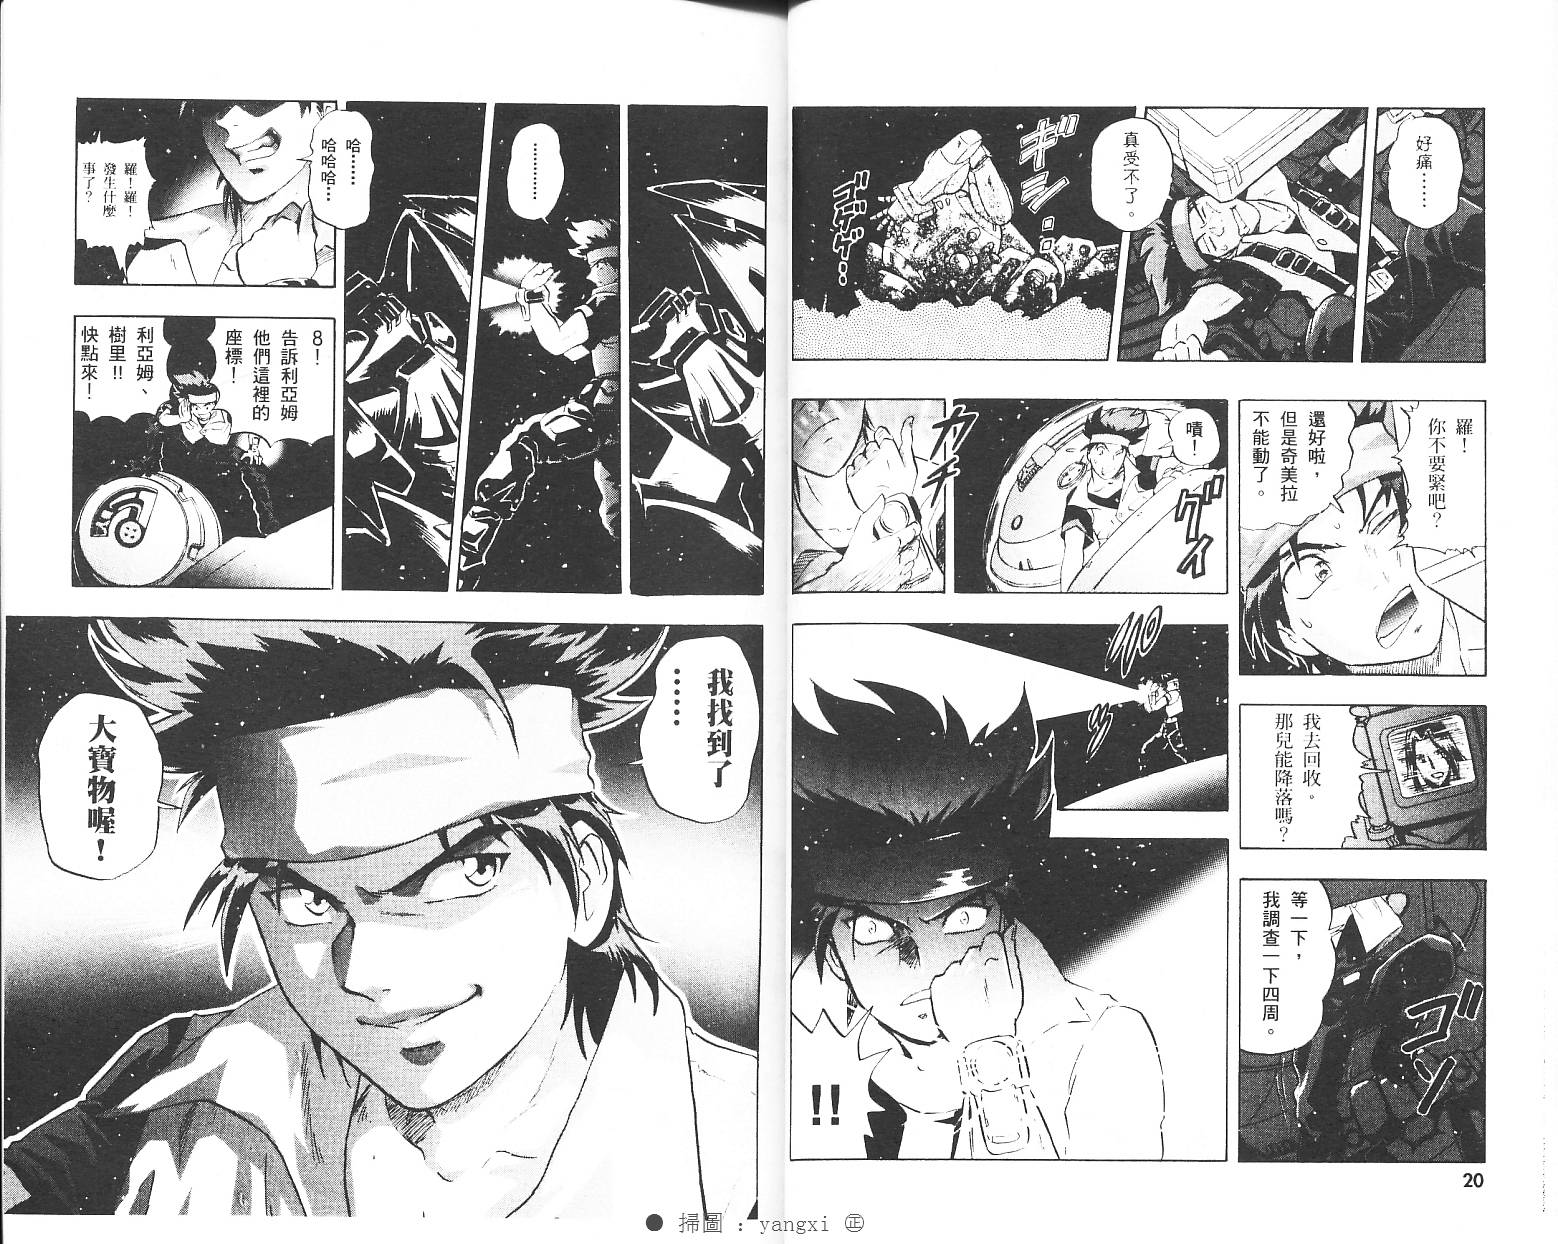 好痛……
真受不了。
ギシ
ゴゴゴ…
羅！
你不要緊吧？
還好啦，
但是奇美拉
不能動了。
嘖！
グイ
カチ
我去回收。
那兒能降落嗎？
等一下，
我調查一下四周。
ゴソ
!!
20
………
哈……
哈哈哈…
羅！羅！
發生什麼
事了？
8！
告訴利亞姆
他們這裡的
座標！
利亞姆、
樹里!!
快點來！
我找到了
……
大寶物喔！
● 掃圖 : yangxi ㊣